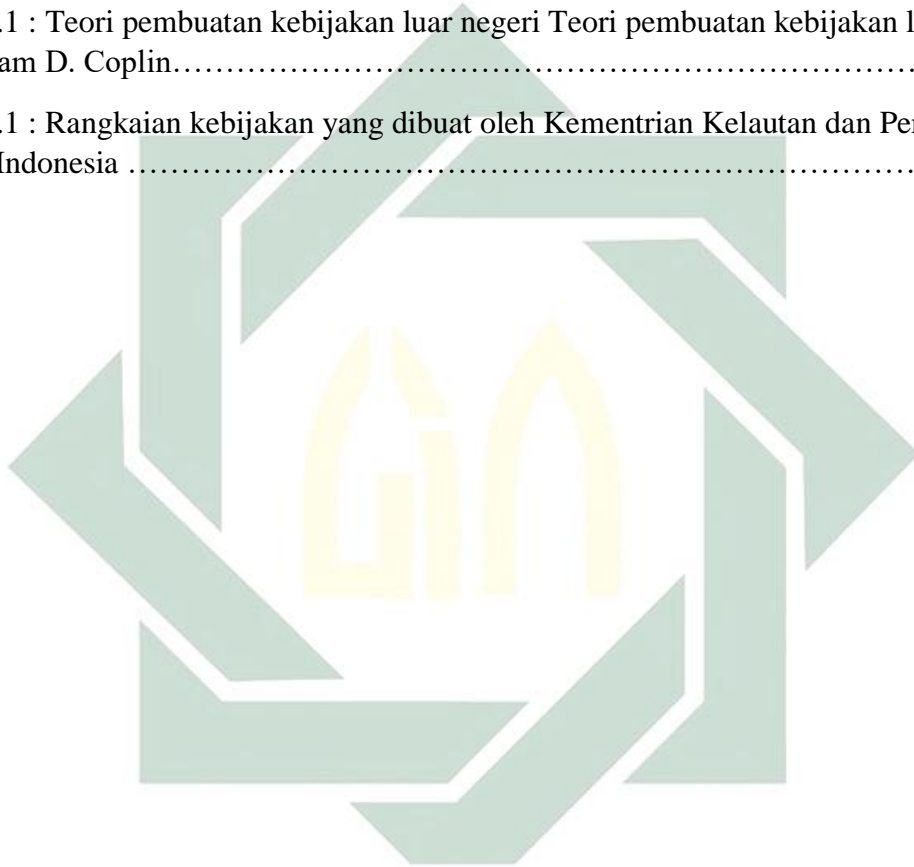 .1 : Teori pembuatan kebijakan luar negeri Teori pembuatan kebijakan l
am D. Coplin…………………………………………………………
.1 : Rangkaian kebijakan yang dibuat oleh Kementrian Kelautan dan Per
Indonesia ………………………………………………………………